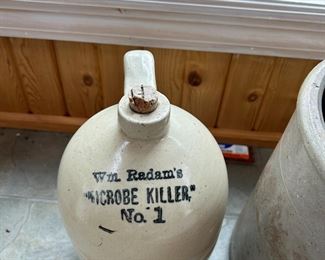 Wm. Radam's
"MICROBE KILLER,"
No. 1